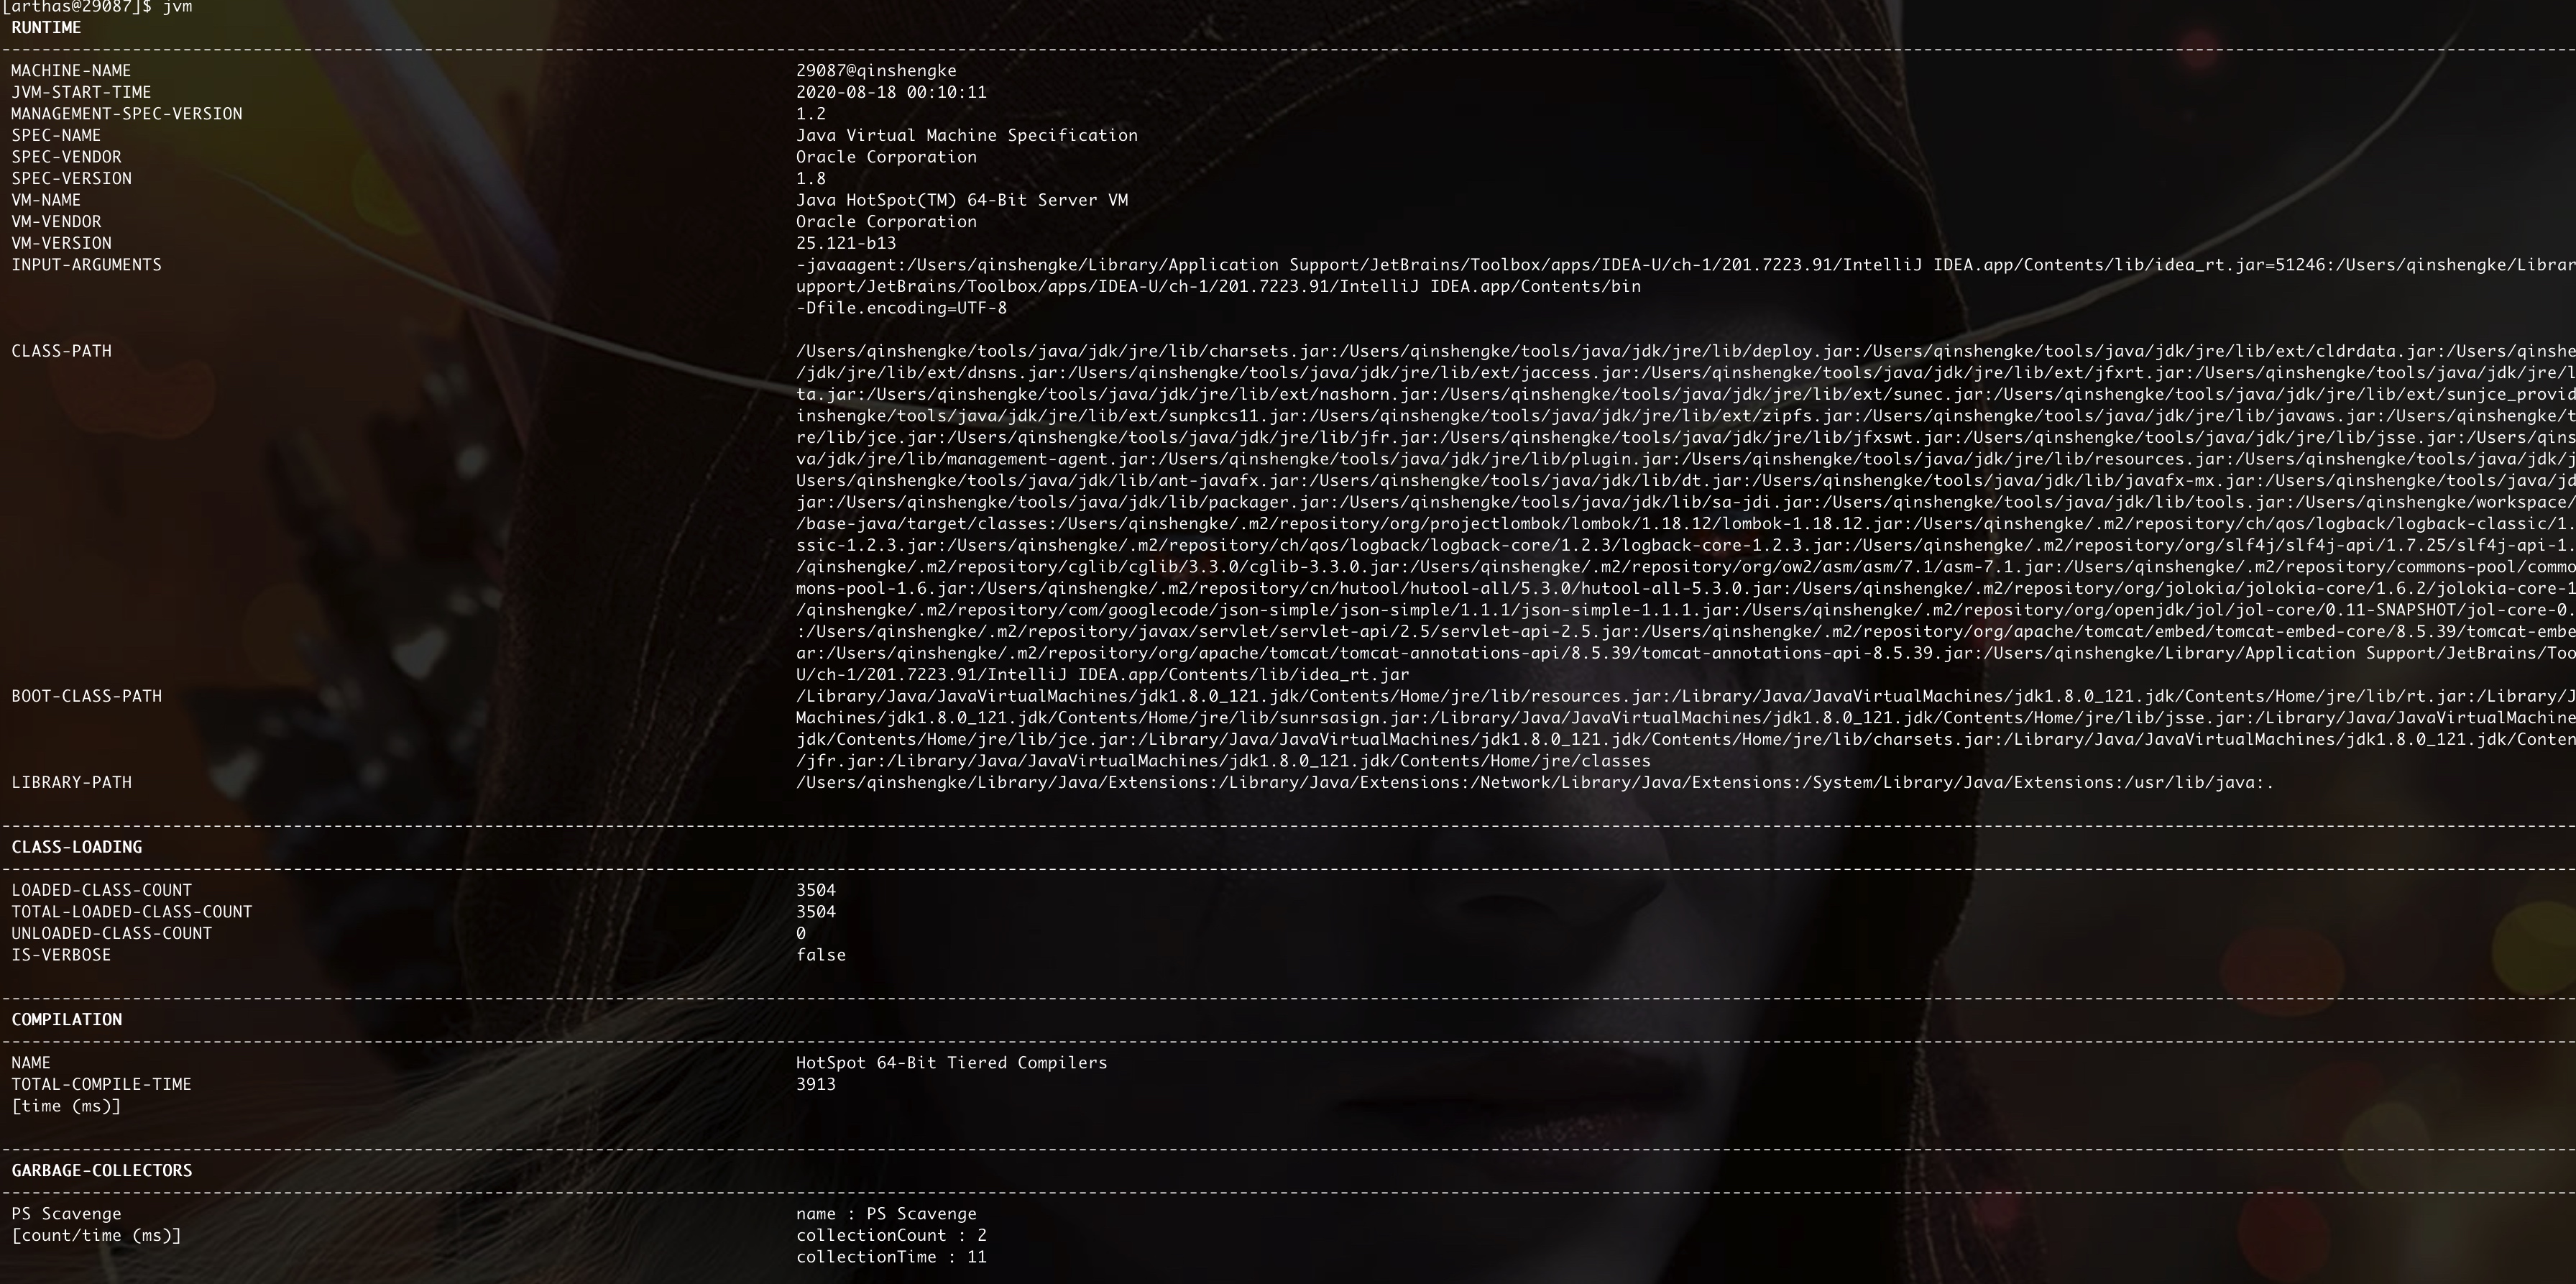 [arthas@29087]$ jvm
RUNTIME
MACHINE-NAME 29087@qinshengke
JVM-START-TIME 2020-08-18 00:10:11
MANAGEMENT-SPEC-VERSION 1.2
SPEC-NAME Java Virtual Machine Specification
SPEC-VENDOR Oracle Corporation
SPEC-VERSION 1.8
VM-NAME Java HotSpot(TM) 64-Bit Server VM
VM-VENDOR Oracle Corporation
VM-VERSION 25.121-b13
INPUT-ARGUMENTS -javaagent:/Users/qinshengke/Library/Application Support/JetBrains/Toolbox/apps/IDEA-U/ch-1/201.7223.91/IntelliJ IDEA.app/Contents/lib/idea_rt.jar=51246:/Users/qinshengke/Librar
upport/JetBrains/Toolbox/apps/IDEA-U/ch-1/201.7223.91/IntelliJ IDEA.app/Contents/bin
-Dfile.encoding=UTF-8
CLASS-PATH /Users/qinshengke/tools/java/jdk/jre/lib/charsets.jar:/Users/qinshengke/tools/java/jdk/jre/lib/deploy.jar:/Users/qinshengke/tools/java/jdk/jre/lib/ext/cldrdata.jar:/Users/qinshe
/jdk/jre/lib/ext/dnsns.jar:/Users/qinshengke/tools/java/jdk/jre/lib/ext/jaccess.jar:/Users/qinshengke/tools/java/jdk/jre/lib/ext/jfxrt.jar:/Users/qinshengke/tools/java/jdk/jre/l
ta.jar:/Users/qinshengke/tools/java/jdk/jre/lib/ext/nashorn.jar:/Users/qinshengke/tools/java/jdk/jre/lib/ext/sunec.jar:/Users/qinshengke/tools/java/jdk/jre/lib/ext/sunjce_provid
inshengke/tools/java/jdk/jre/lib/ext/sunpkcs11.jar:/Users/qinshengke/tools/java/jdk/jre/lib/ext/zipfs.jar:/Users/qinshengke/tools/java/jdk/jre/lib/javaws.jar:/Users/qinshengke/t
re/lib/jce.jar:/Users/qinshengke/tools/java/jdk/jre/lib/jfr.jar:/Users/qinshengke/tools/java/jdk/jre/lib/jfxswt.jar:/Users/qinshengke/tools/java/jdk/jre/lib/jsse.jar:/Users/qins
va/jdk/jre/lib/management-agent.jar:/Users/qinshengke/tools/java/jdk/jre/lib/plugin.jar:/Users/qinshengke/tools/java/jdk/jre/lib/resources.jar:/Users/qinshengke/tools/java/jdk/j
Users/qinshengke/tools/java/jdk/lib/ant-javafx.jar:/Users/qinshengke/tools/java/jdk/lib/dt.jar:/Users/qinshengke/tools/java/jdk/lib/javafx-mx.jar:/Users/qinshengke/tools/java/jd
jar:/Users/qinshengke/tools/java/jdk/lib/packager.jar:/Users/qinshengke/tools/java/jdk/lib/sa-jdi.jar:/Users/qinshengke/tools/java/jdk/lib/tools.jar:/Users/qinshengke/workspace/
/base-java/target/classes:/Users/qinshengke/.m2/repository/org/projectlombok/lombok/1.18.12/lombok-1.18.12.jar:/Users/qinshengke/.m2/repository/ch/qos/logback/logback-classic/1.
ssic-1.2.3.jar:/Users/qinshengke/.m2/repository/ch/qos/logback/logback-core/1.2.3/logback-core-1.2.3.jar:/Users/qinshengke/.m2/repository/org/slf4j/slf4j-api/1.7.25/slf4j-api-1.
/qinshengke/.m2/repository/cglib/cglib/3.3.0/cglib-3.3.0.jar:/Users/qinshengke/.m2/repository/org/ow2/asm/asm/7.1/asm-7.1.jar:/Users/qinshengke/.m2/repository/commons-pool/commo
mons-pool-1.6.jar:/Users/qinshengke/.m2/repository/cn/hutool/hutool-all/5.3.0/hutool-all-5.3.0.jar:/Users/qinshengke/.m2/repository/org/jolokia/jolokia-core/1.6.2/jolokia-core-1
/qinshengke/.m2/repository/com/googlecode/json-simple/json-simple/1.1.1/json-simple-1.1.1.jar:/Users/qinshengke/.m2/repository/org/openjdk/jol/jol-core/0.11-SNAPSHOT/jol-core-0.
:/Users/qinshengke/.m2/repository/javax/servlet/servlet-api/2.5/servlet-api-2.5.jar:/Users/qinshengke/.m2/repository/org/apache/tomcat/embed/tomcat-embed-core/8.5.39/tomcat-embe
ar:/Users/qinshengke/.m2/repository/org/apache/tomcat/tomcat-annotations-api/8.5.39/tomcat-annotations-api-8.5.39.jar:/Users/qinshengke/Library/Application Support/JetBrains/Too
U/ch-1/201.7223.91/IntelliJ IDEA.app/Contents/lib/idea_rt.jar
BOOT-CLASS-PATH /Library/Java/JavaVirtualMachines/jdk1.8.0_121.jdk/Contents/Home/jre/lib/resources.jar:/Library/Java/JavaVirtualMachines/jdk1.8.0_121.jdk/Contents/Home/jre/lib/rt.jar:/Library/J
Machines/jdk1.8.0_121.jdk/Contents/Home/jre/lib/sunrsasign.jar:/Library/Java/JavaVirtualMachines/jdk1.8.0_121.jdk/Contents/Home/jre/lib/jsse.jar:/Library/Java/JavaVirtualMachine
jdk/Contents/Home/jre/lib/jce.jar:/Library/Java/JavaVirtualMachines/jdk1.8.0_121.jdk/Contents/Home/jre/lib/charsets.jar:/Library/Java/JavaVirtualMachines/jdk1.8.0_121.jdk/Conten
/jfr.jar:/Library/Java/JavaVirtualMachines/jdk1.8.0_121.jdk/Contents/Home/jre/classes
LIBRARY-PATH /Users/qinshengke/Library/Java/Extensions:/Library/Java/Extensions:/Network/Library/Java/Extensions:/System/Library/Java/Extensions:/usr/lib/java:.
CLASS-LOADING
LOADED-CLASS-COUNT 3504
TOTAL-LOADED-CLASS-COUNT 3504
UNLOADED-CLASS-COUNT 0
IS-VERBOSE false
COMPILATION
NAME HotSpot 64-Bit Tiered Compilers
TOTAL-COMPILE-TIME 3913
[time (ms)]
GARBAGE-COLLECTORS
PS Scavenge name : PS Scavenge
[count/time (ms)] collectionCount : 2
collectionTime : 11